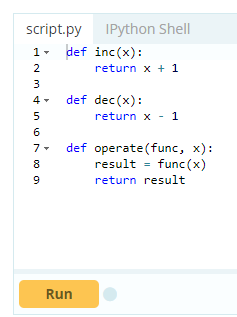 script.py IPython Shell
1 def inc(x):
2     return x + 1
3
4 def dec(x):
5     return x - 1
6
7 def operate(func, x):
8     result = func(x)
9     return result
Run